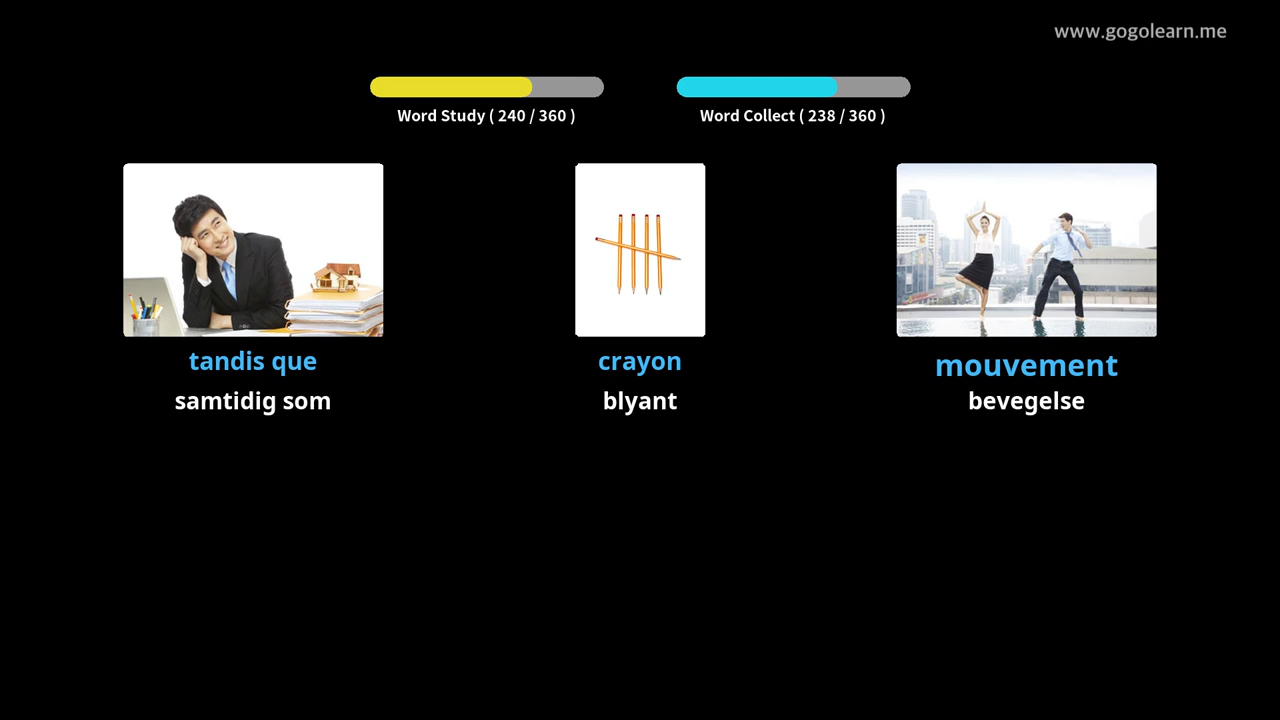 www.gogolearn.me
Word Study ( 240 / 360 )
Word Collect ( 238 / 360 )
tandis que
samtidig som
crayon
blyant
mouvement
bevegelse